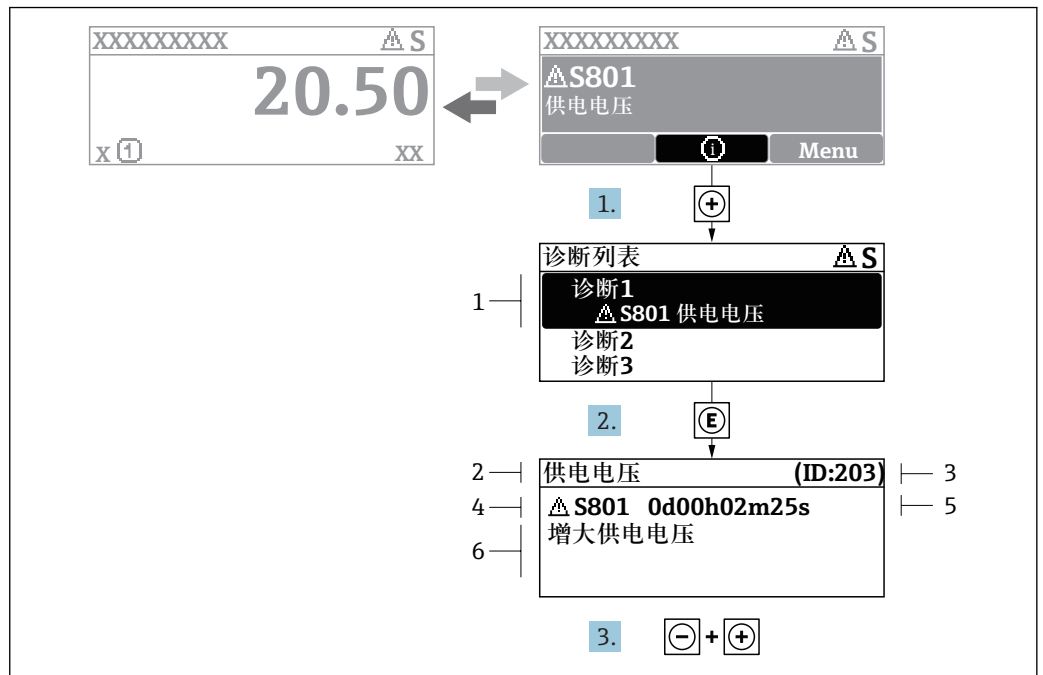 XXXXXXXXX ⚠ S
20.50
x 1 XX
XXXXXXXXX ⚠ S
⚠S801
供电电压
i Menu
1. +
诊断列表 ⚠ S
1
诊断1
⚠ S801 供电电压
诊断2
诊断3
2. E
2 供电电压 (ID:203) 3
4 ⚠ S801 0d00h02m25s 5
6 增大供电电压
3. - + +